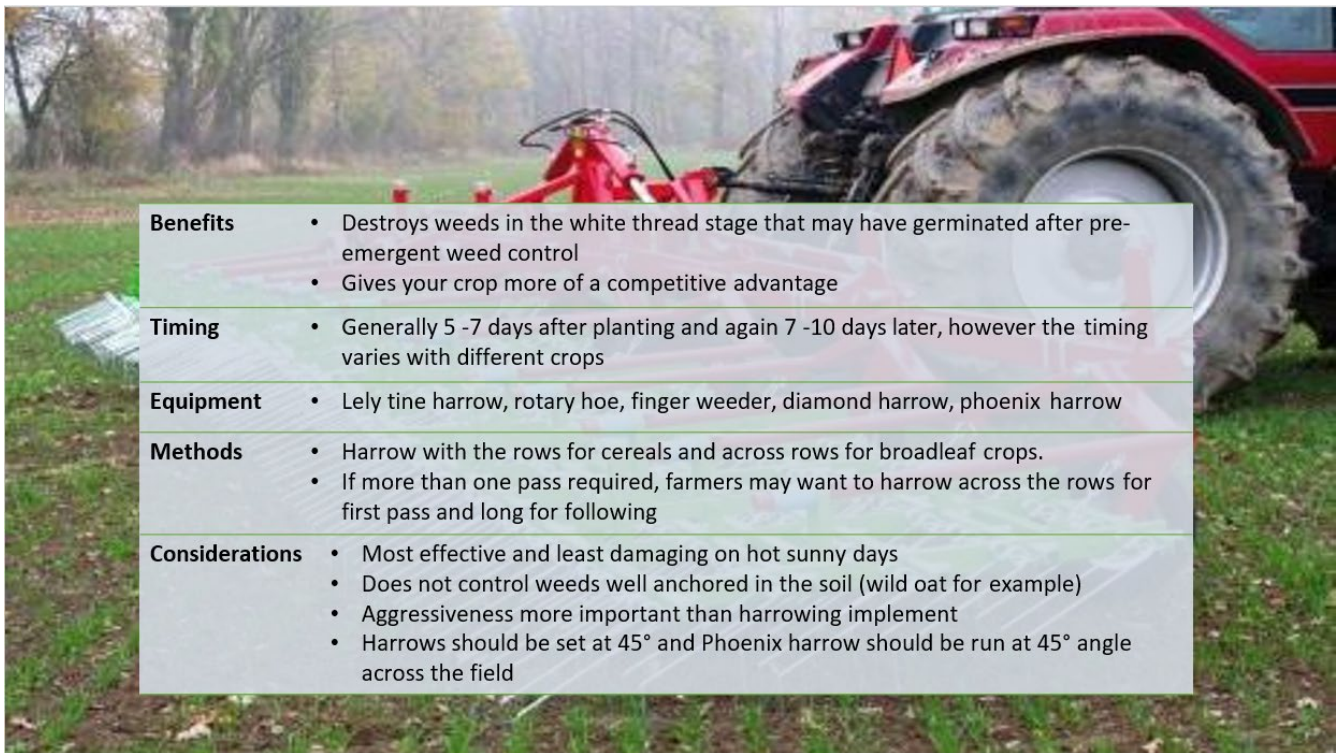 Benefits • Destroys weeds in the white thread stage that may have germinated after pre-
emergent weed control
• Gives your crop more of a competitive advantage
Timing • Generally 5 -7 days after planting and again 7 -10 days later, however the timing
varies with different crops
Equipment • Lely tine harrow, rotary hoe, finger weeder, diamond harrow, phoenix harrow
Methods • Harrow with the rows for cereals and across rows for broadleaf crops.
• If more than one pass required, farmers may want to harrow across the rows for
first pass and long for following
Considerations • Most effective and least damaging on hot sunny days
• Does not control weeds well anchored in the soil (wild oat for example)
• Aggressiveness more important than harrowing implement
• Harrows should be set at 45° and Phoenix harrow should be run at 45° angle
across the field